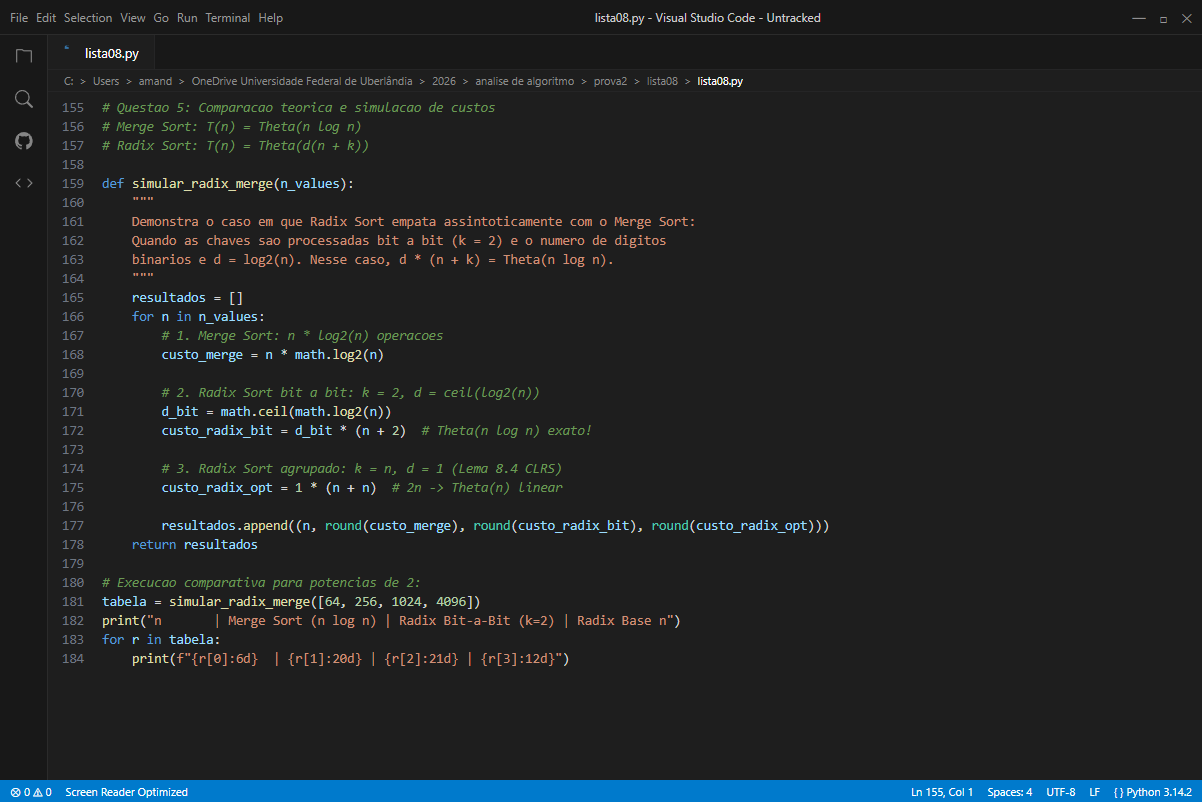 File Edit Selection View Go Run Terminal Help
lista08.py - Visual Studio Code - Untracked
lista08.py
C: > Users > amand > OneDrive Universidade Federal de Uberlândia > 2026 > analise de algoritmo > prova2 > lista08 > lista08.py
155 # Questao 5: Comparacao teorica e simulacao de custos
156 # Merge Sort: T(n) = Theta(n log n)
157 # Radix Sort: T(n) = Theta(d(n + k))
158
159 def simular_radix_merge(n_values):
160     """
161     Demonstra o caso em que Radix Sort empata assintoticamente com o Merge Sort:
162     Quando as chaves sao processadas bit a bit (k = 2) e o numero de digitos
163     binarios e d = log2(n). Nesse caso, d * (n + k) = Theta(n log n).
164     """
165     resultados = []
166     for n in n_values:
167         # 1. Merge Sort: n * log2(n) operacoes
168         custo_merge = n * math.log2(n)
169
170         # 2. Radix Sort bit a bit: k = 2, d = ceil(log2(n))
171         d_bit = math.ceil(math.log2(n))
172         custo_radix_bit = d_bit * (n + 2)  # Theta(n log n) exato!
173
174         # 3. Radix Sort agrupado: k = n, d = 1 (Lema 8.4 CLRS)
175         custo_radix_opt = 1 * (n + n)  # 2n -> Theta(n) linear
176
177         resultados.append((n, round(custo_merge), round(custo_radix_bit), round(custo_radix_opt)))
178     return resultados
179
180 # Execucao comparativa para potencias de 2:
181 tabela = simular_radix_merge([64, 256, 1024, 4096])
182 print("n       | Merge Sort (n log n) | Radix Bit-a-Bit (k=2) | Radix Base n")
183 for r in tabela:
184     print(f"{r[0]:6d}  | {r[1]:20d} | {r[2]:21d} | {r[3]:12d}")
0 0 Screen Reader Optimized Ln 155, Col 1 Spaces: 4 UTF-8 LF { } Python 3.14.2